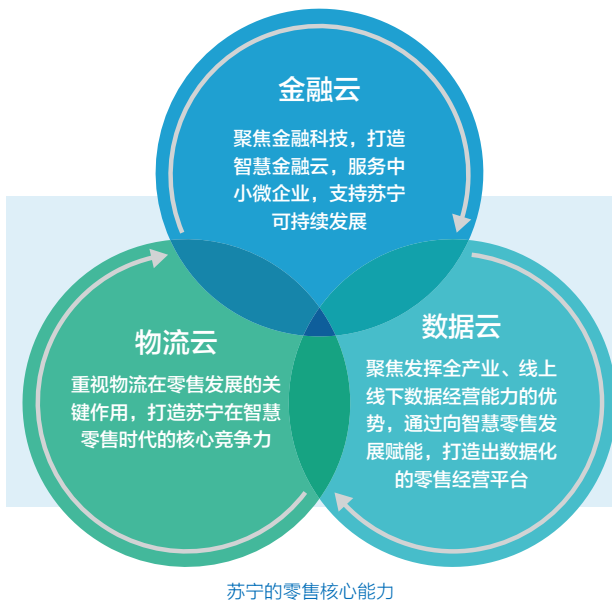 金融云
聚焦金融科技，打造
智慧金融云，服务中
小微企业，支持苏宁
可持续发展
物流云
重视物流在零售发展的关
键作用，打造苏宁在智慧
零售时代的核心竞争力
数据云
聚焦发挥全产业、线上
线下数据经营能力的优
势，通过向智慧零售发
展赋能，打造出数据化
的零售经营平台
苏宁的零售核心能力